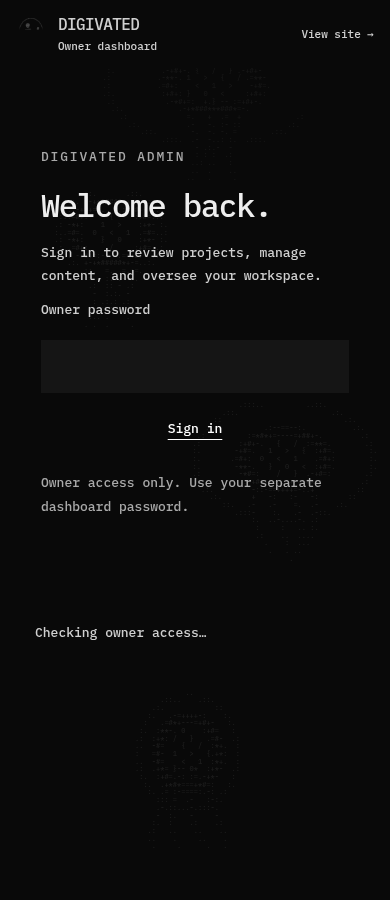 DIGIVATED
Owner dashboard
View site →
DIGIVATED ADMIN
Welcome back.
Sign in to review projects, manage
content, and oversee your workspace.
Owner password
Sign in
Owner access only. Use your separate
dashboard password.
Checking owner access…